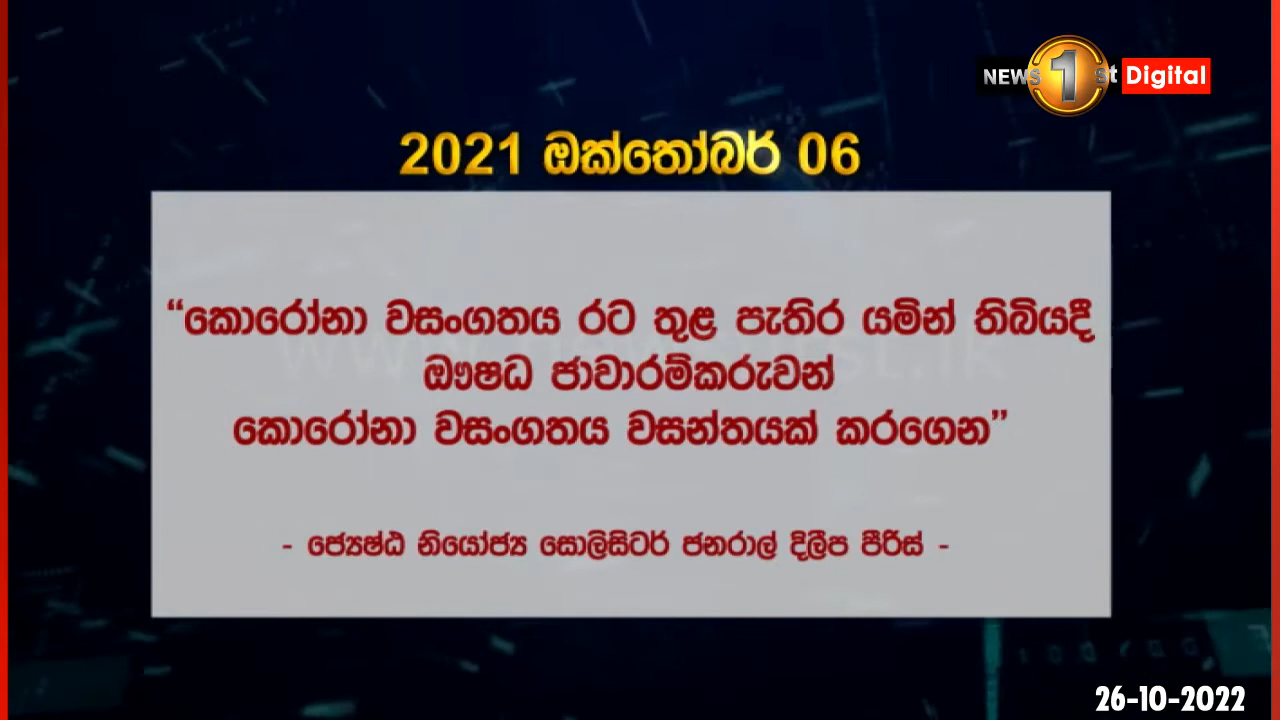 NEWS 1st Digital
2021 ඔක්තෝබර් 06
“කොරෝනා වසංගතය රට තුළ පැතිර යමින් තිබියදී
ඖෂධ ජාවාරම්කරුවන්
කොරෝනා වසංගතය වසන්තයක් කරගෙන”
- ජ්‍යෙෂ්ඨ නියෝජ්‍ය සොලිසිටර් ජනරාල් දිලීප පීරිස් -
26-10-2022